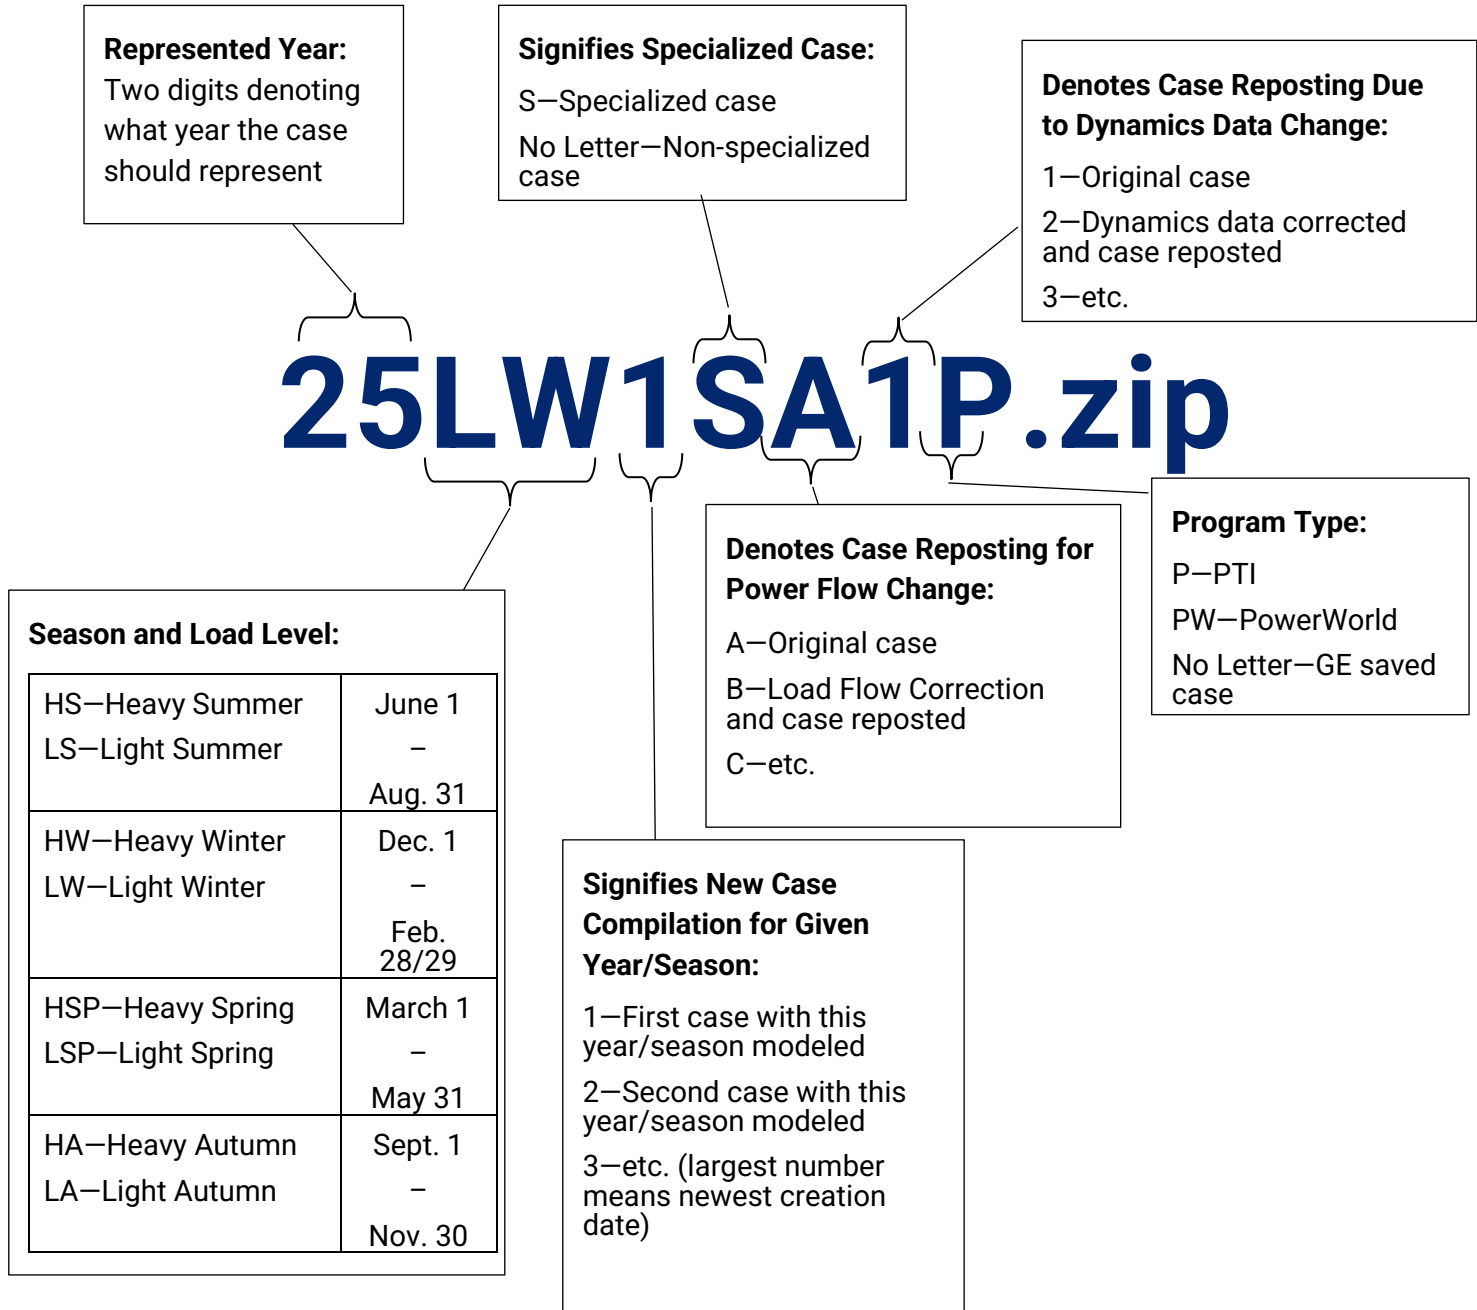 Represented Year:
Two digits denoting
what year the case
should represent
Signifies Specialized Case:
S—Specialized case
No Letter—Non-specialized
case
Denotes Case Reposting Due
to Dynamics Data Change:
1—Original case
2—Dynamics data corrected
and case reposted
3—etc.
25LW1SA1P.zip
Season and Load Level:
HS—Heavy Summer
LS—Light Summer
June 1
–
Aug. 31
HW—Heavy Winter
LW—Light Winter
Dec. 1
–
Feb.
28/29
HSP—Heavy Spring
LSP—Light Spring
March 1
–
May 31
HA—Heavy Autumn
LA—Light Autumn
Sept. 1
–
Nov. 30
Signifies New Case
Compilation for Given
Year/Season:
1—First case with this
year/season modeled
2—Second case with this
year/season modeled
3—etc. (largest number
means newest creation
date)
Denotes Case Reposting for
Power Flow Change:
A—Original case
B—Load Flow Correction
and case reposted
C—etc.
Program Type:
P—PTI
PW—PowerWorld
No Letter—GE saved
case